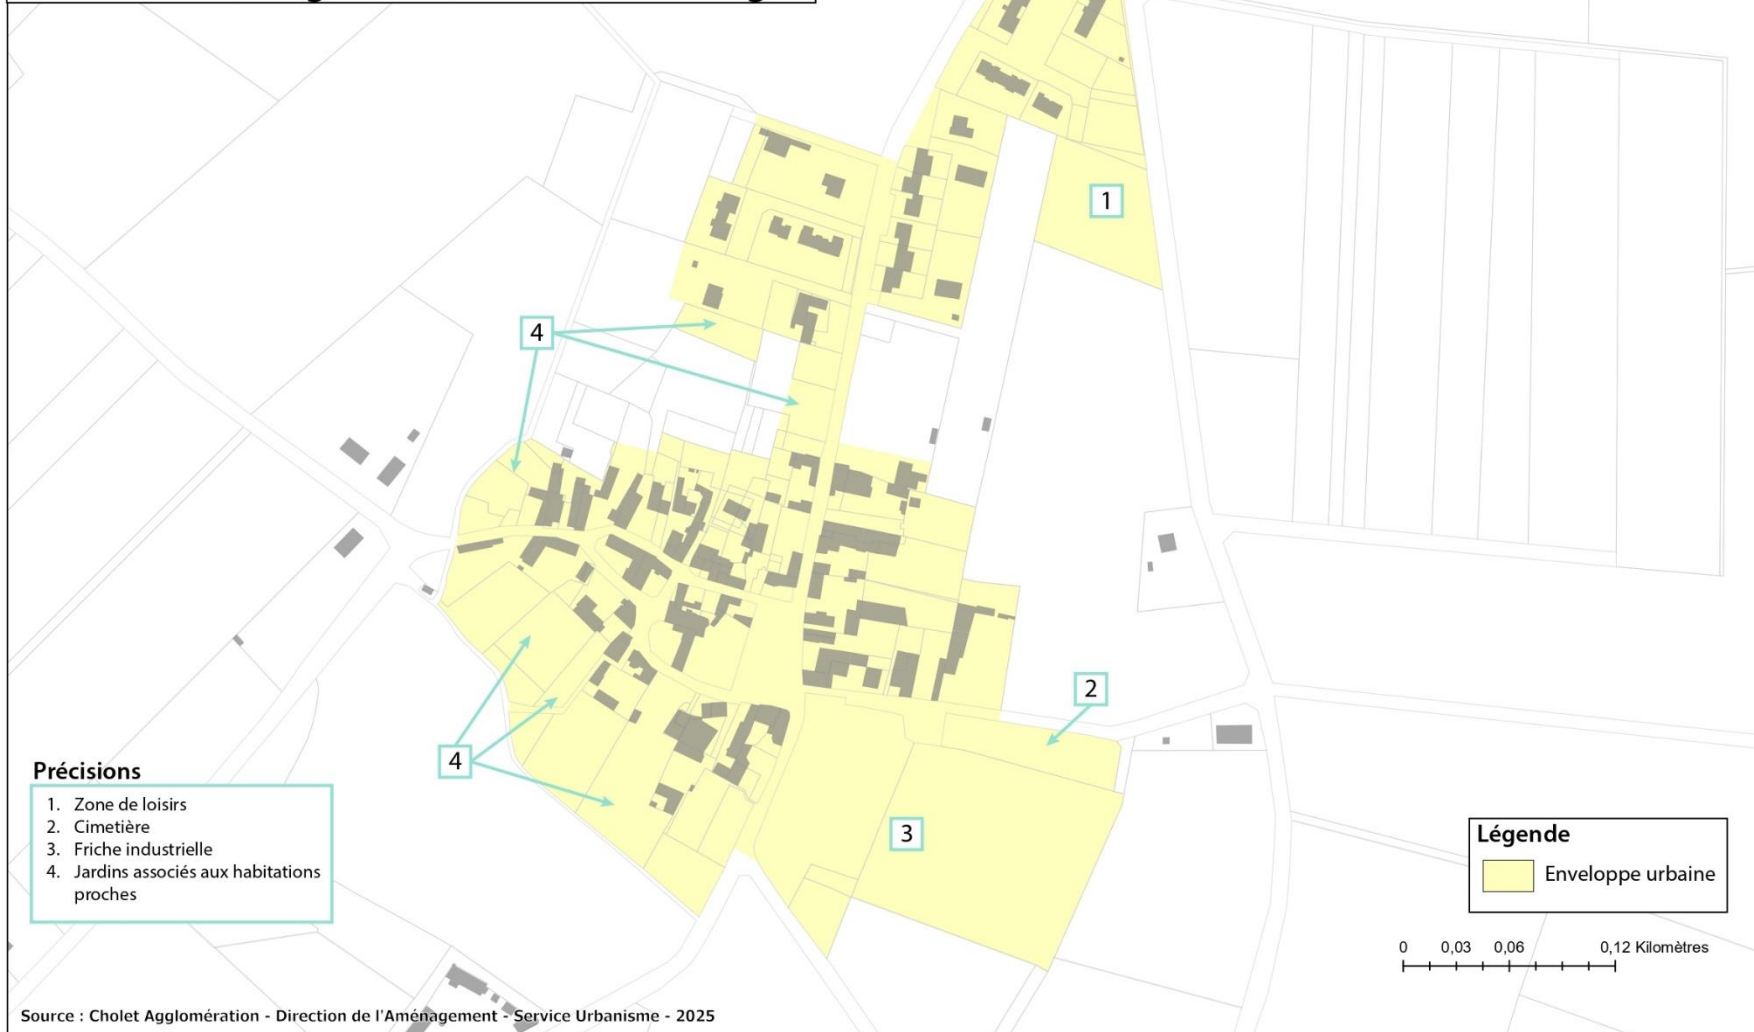 1
4
2
4
3
Précisions
1. Zone de loisirs
2. Cimetière
3. Friche industrielle
4. Jardins associés aux habitations
proches
Légende
Enveloppe urbaine
0 0,03 0,06 0,12 Kilomètres
Source : Cholet Agglomération - Direction de l'Aménagement - Service Urbanisme - 2025